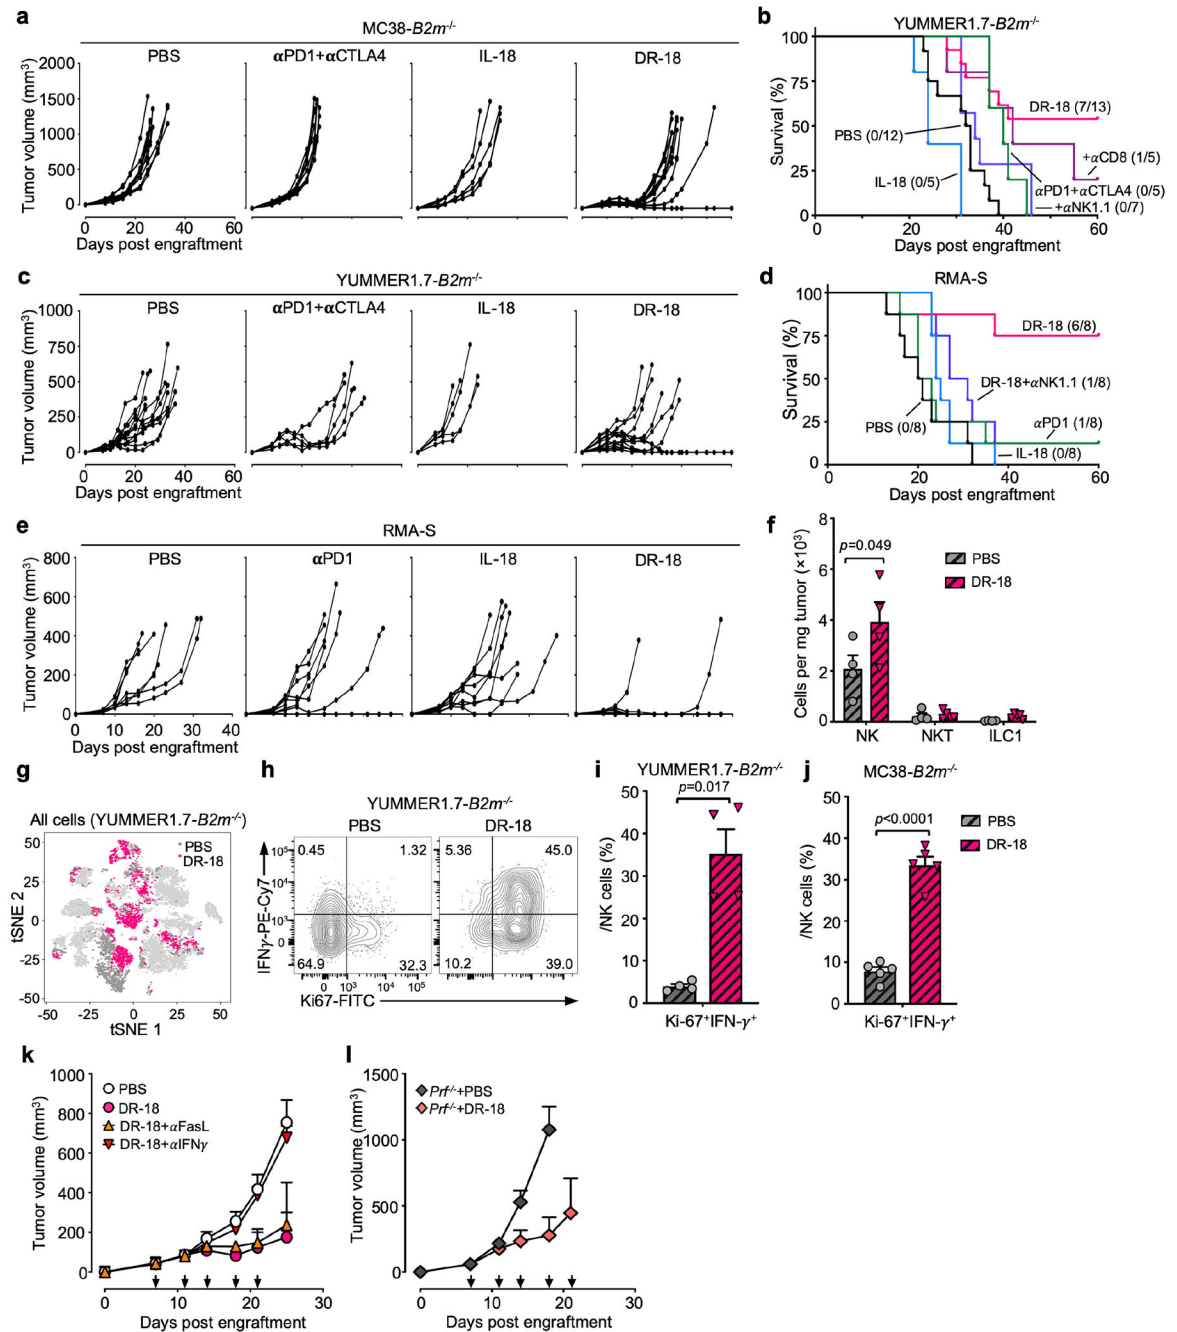 a
MC38-B2m-/-
PBS
αPD1+αCTLA4
IL-18
DR-18
Tumor volume (mm3)
2000
1500
1000
500
0
0 20 40 60
Days post engraftment
b
YUMMER1.7-B2m-/-
Survival (%)
100
75
50
25
0
DR-18 (7/13)
PBS (0/12)
+αCD8 (1/5)
IL-18 (0/5)
αPD1+αCTLA4 (0/5)
+αNK1.1 (0/7)
0 20 40 60
Days post engraftment
c
YUMMER1.7-B2m-/-
PBS
αPD1+αCTLA4
IL-18
DR-18
Tumor volume (mm3)
1000
750
500
250
0
0 20 40 60
Days post engraftment
d
RMA-S
Survival (%)
100
75
50
25
0
DR-18 (6/8)
DR-18+αNK1.1 (1/8)
PBS (0/8)
αPD1 (1/8)
IL-18 (0/8)
0 20 40 60
Days post engraftment
e
RMA-S
PBS
αPD1
IL-18
DR-18
Tumor volume (mm3)
800
600
400
200
0
0 10 20 30 40
Days post engraftment
f
Cells per mg tumor (×103)
8
6
4
2
0
p=0.049
PBS
DR-18
NK NKT ILC1
g
All cells (YUMMER1.7-B2m-/-)
PBS
DR-18
tSNE 2
50
25
0
-25
-50
-50 -25 0 25 50
tSNE 1
h
YUMMER1.7-B2m-/-
PBS
DR-18
IFNγ-PE-Cy7
105
104
103
0
0.45 1.32
64.9 32.3
5.36 45.0
10.2 39.0
0 103 104 105
Ki67-FITC
i
YUMMER1.7-B2m-/-
p=0.017
/NK cells (%)
50
40
30
20
10
0
Ki-67+IFN-γ+
j
MC38-B2m-/-
p<0.0001
PBS
DR-18
/NK cells (%)
50
40
30
20
10
0
Ki-67+IFN-γ+
k
Tumor volume (mm3)
1000
800
600
400
200
0
PBS
DR-18
DR-18+αFasL
DR-18+αIFNγ
0 10 20 30
Days post engraftment
l
Tumor volume (mm3)
1500
1000
500
0
Prf-/-+PBS
Prf-/-+DR-18
0 10 20 30
Days post engraftment